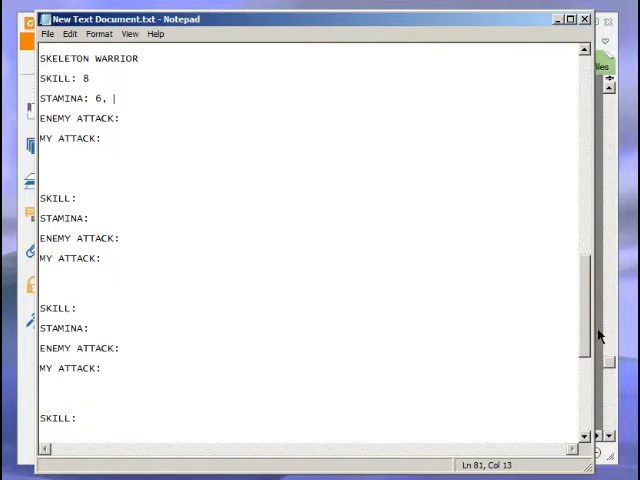 New Text Document.txt - Notepad
File Edit Format View Help
SKELETON WARRIOR
SKILL: 8
STAMINA: 6,
ENEMY ATTACK:
MY ATTACK:
SKILL:
STAMINA:
ENEMY ATTACK:
MY ATTACK:
SKILL:
STAMINA:
ENEMY ATTACK:
MY ATTACK:
SKILL:
Ln 81, Col 13